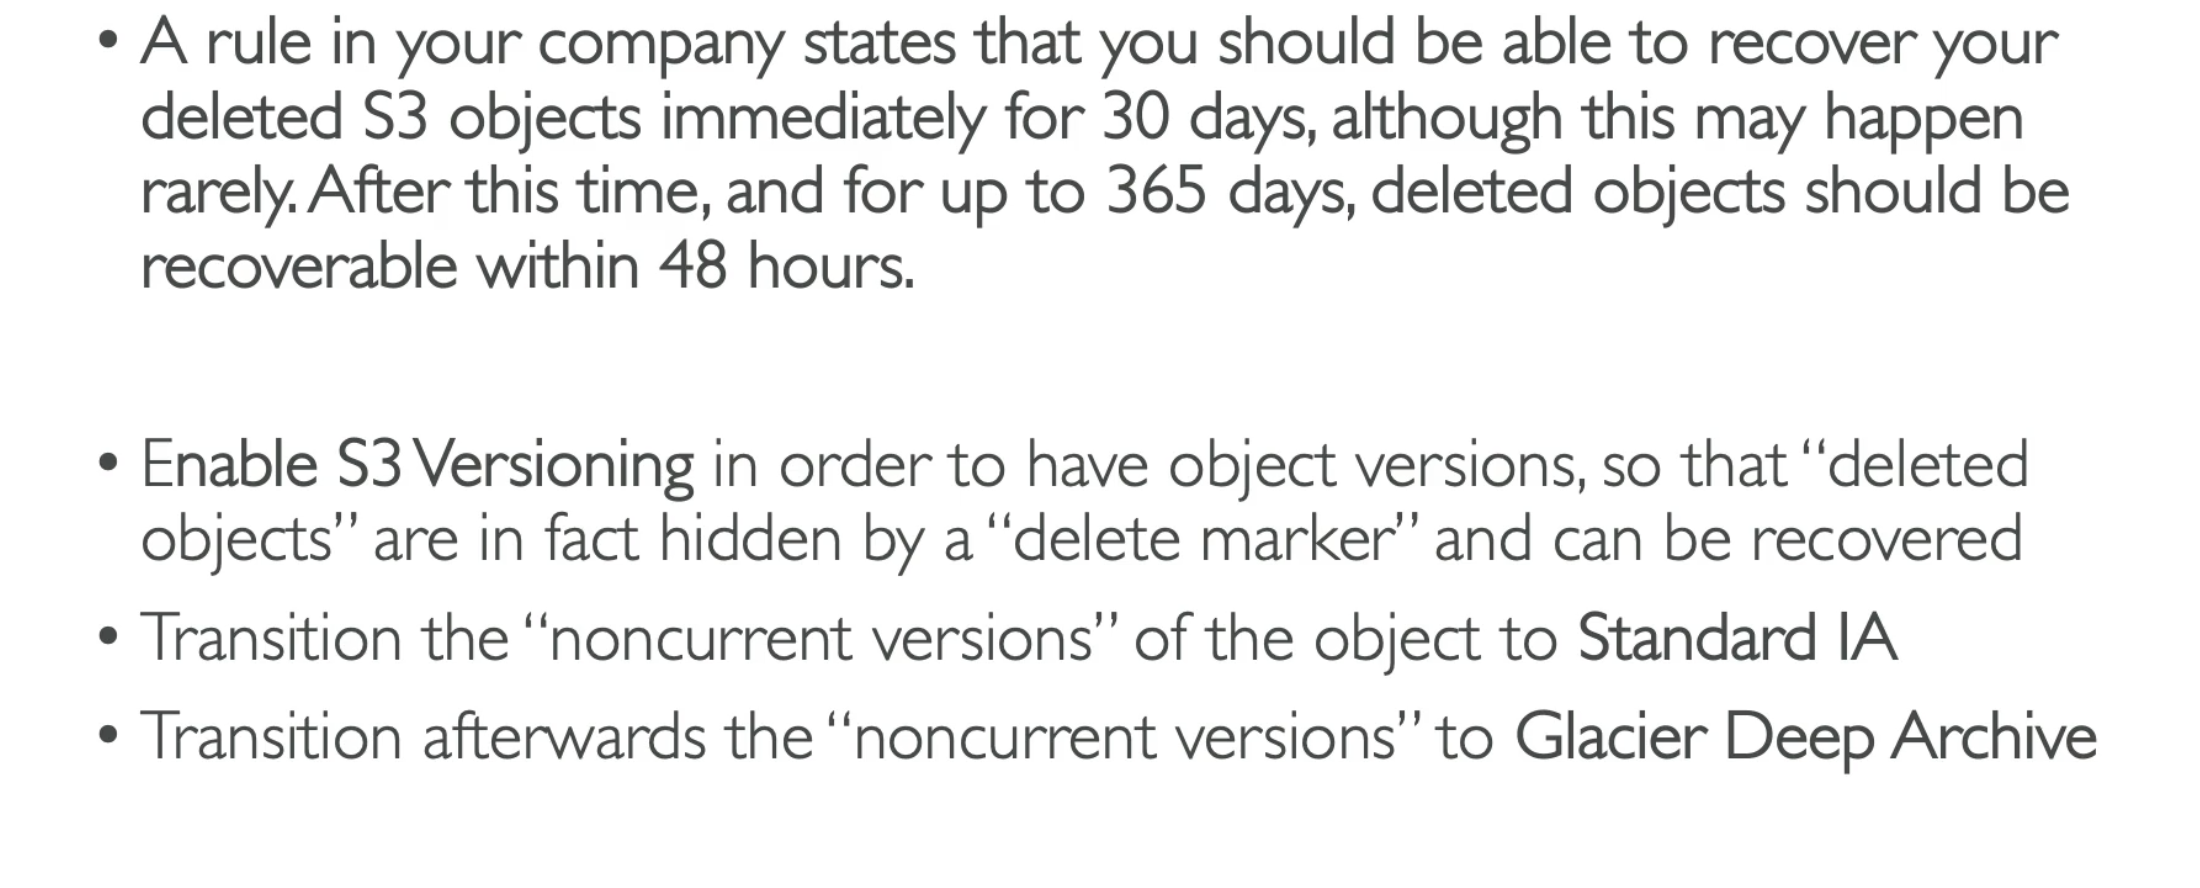 • A rule in your company states that you should be able to recover your
deleted S3 objects immediately for 30 days, although this may happen
rarely. After this time, and for up to 365 days, deleted objects should be
recoverable within 48 hours.
• Enable S3 Versioning in order to have object versions, so that “deleted
objects” are in fact hidden by a “delete marker” and can be recovered
• Transition the “noncurrent versions” of the object to Standard IA
• Transition afterwards the “noncurrent versions” to Glacier Deep Archive